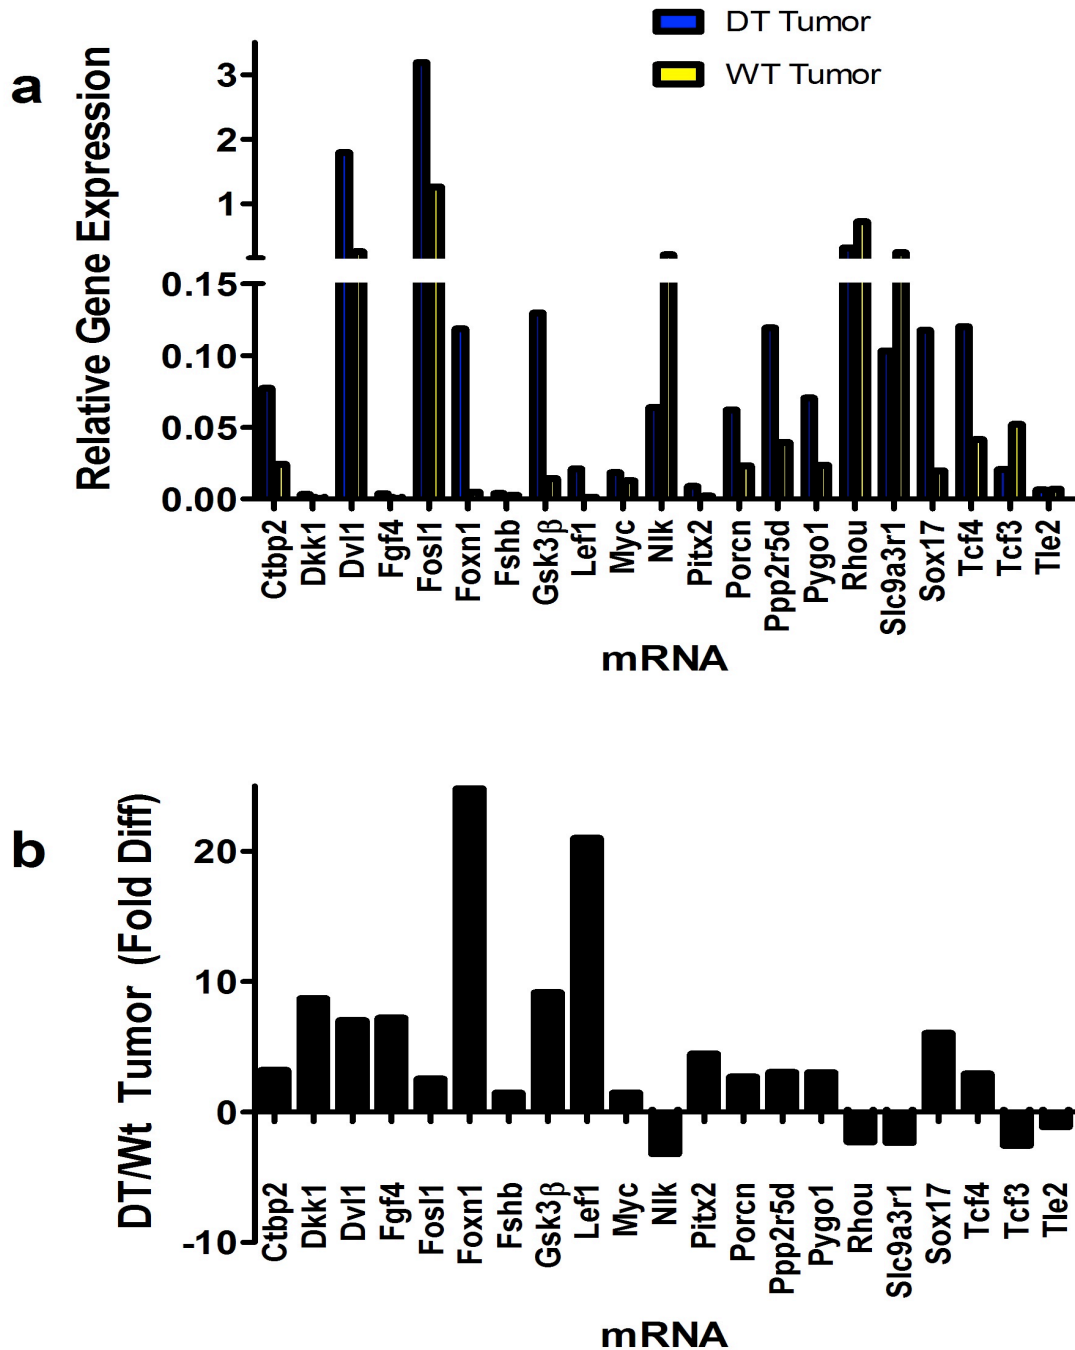 DT Tumor
WT Tumor
a
Relative Gene Expression
3
2
1
0.15
0.10
0.05
0.00
Ctbp2
Dkk1
Dvl1
Fgf4
Fosl1
Foxn1
Fshb
Gsk3β
Lef1
Myc
Nlk
Pitx2
Porcn
Ppp2r5d
Pygo1
Rhou
Slc9a3r1
Sox17
Tcf4
Tcf3
Tle2
mRNA
b
DT/Wt Tumor (Fold Diff)
20
10
0
-10
Ctbp2
Dkk1
Dvl1
Fgf4
Fosl1
Foxn1
Fshb
Gsk3β
Lef1
Myc
Nlk
Pitx2
Porcn
Ppp2r5d
Pygo1
Rhou
Slc9a3r1
Sox17
Tcf4
Tcf3
Tle2
mRNA